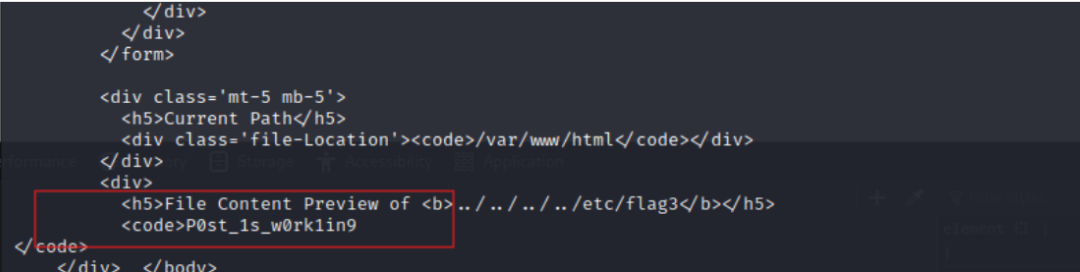 </div>
</div>
</form>
<div class='mt-5 mb-5'>
<h5>Current Path</h5>
<div class='file-Location'><code>/var/www/html</code></div>
</div>
Storage
Accessibility
Application
<div>
<h5>File Content Preview of <b>../../../../etc/flag3</b></h5>
<code>P0st_1s_w0rk1in9
</code>
element
</div> </body>